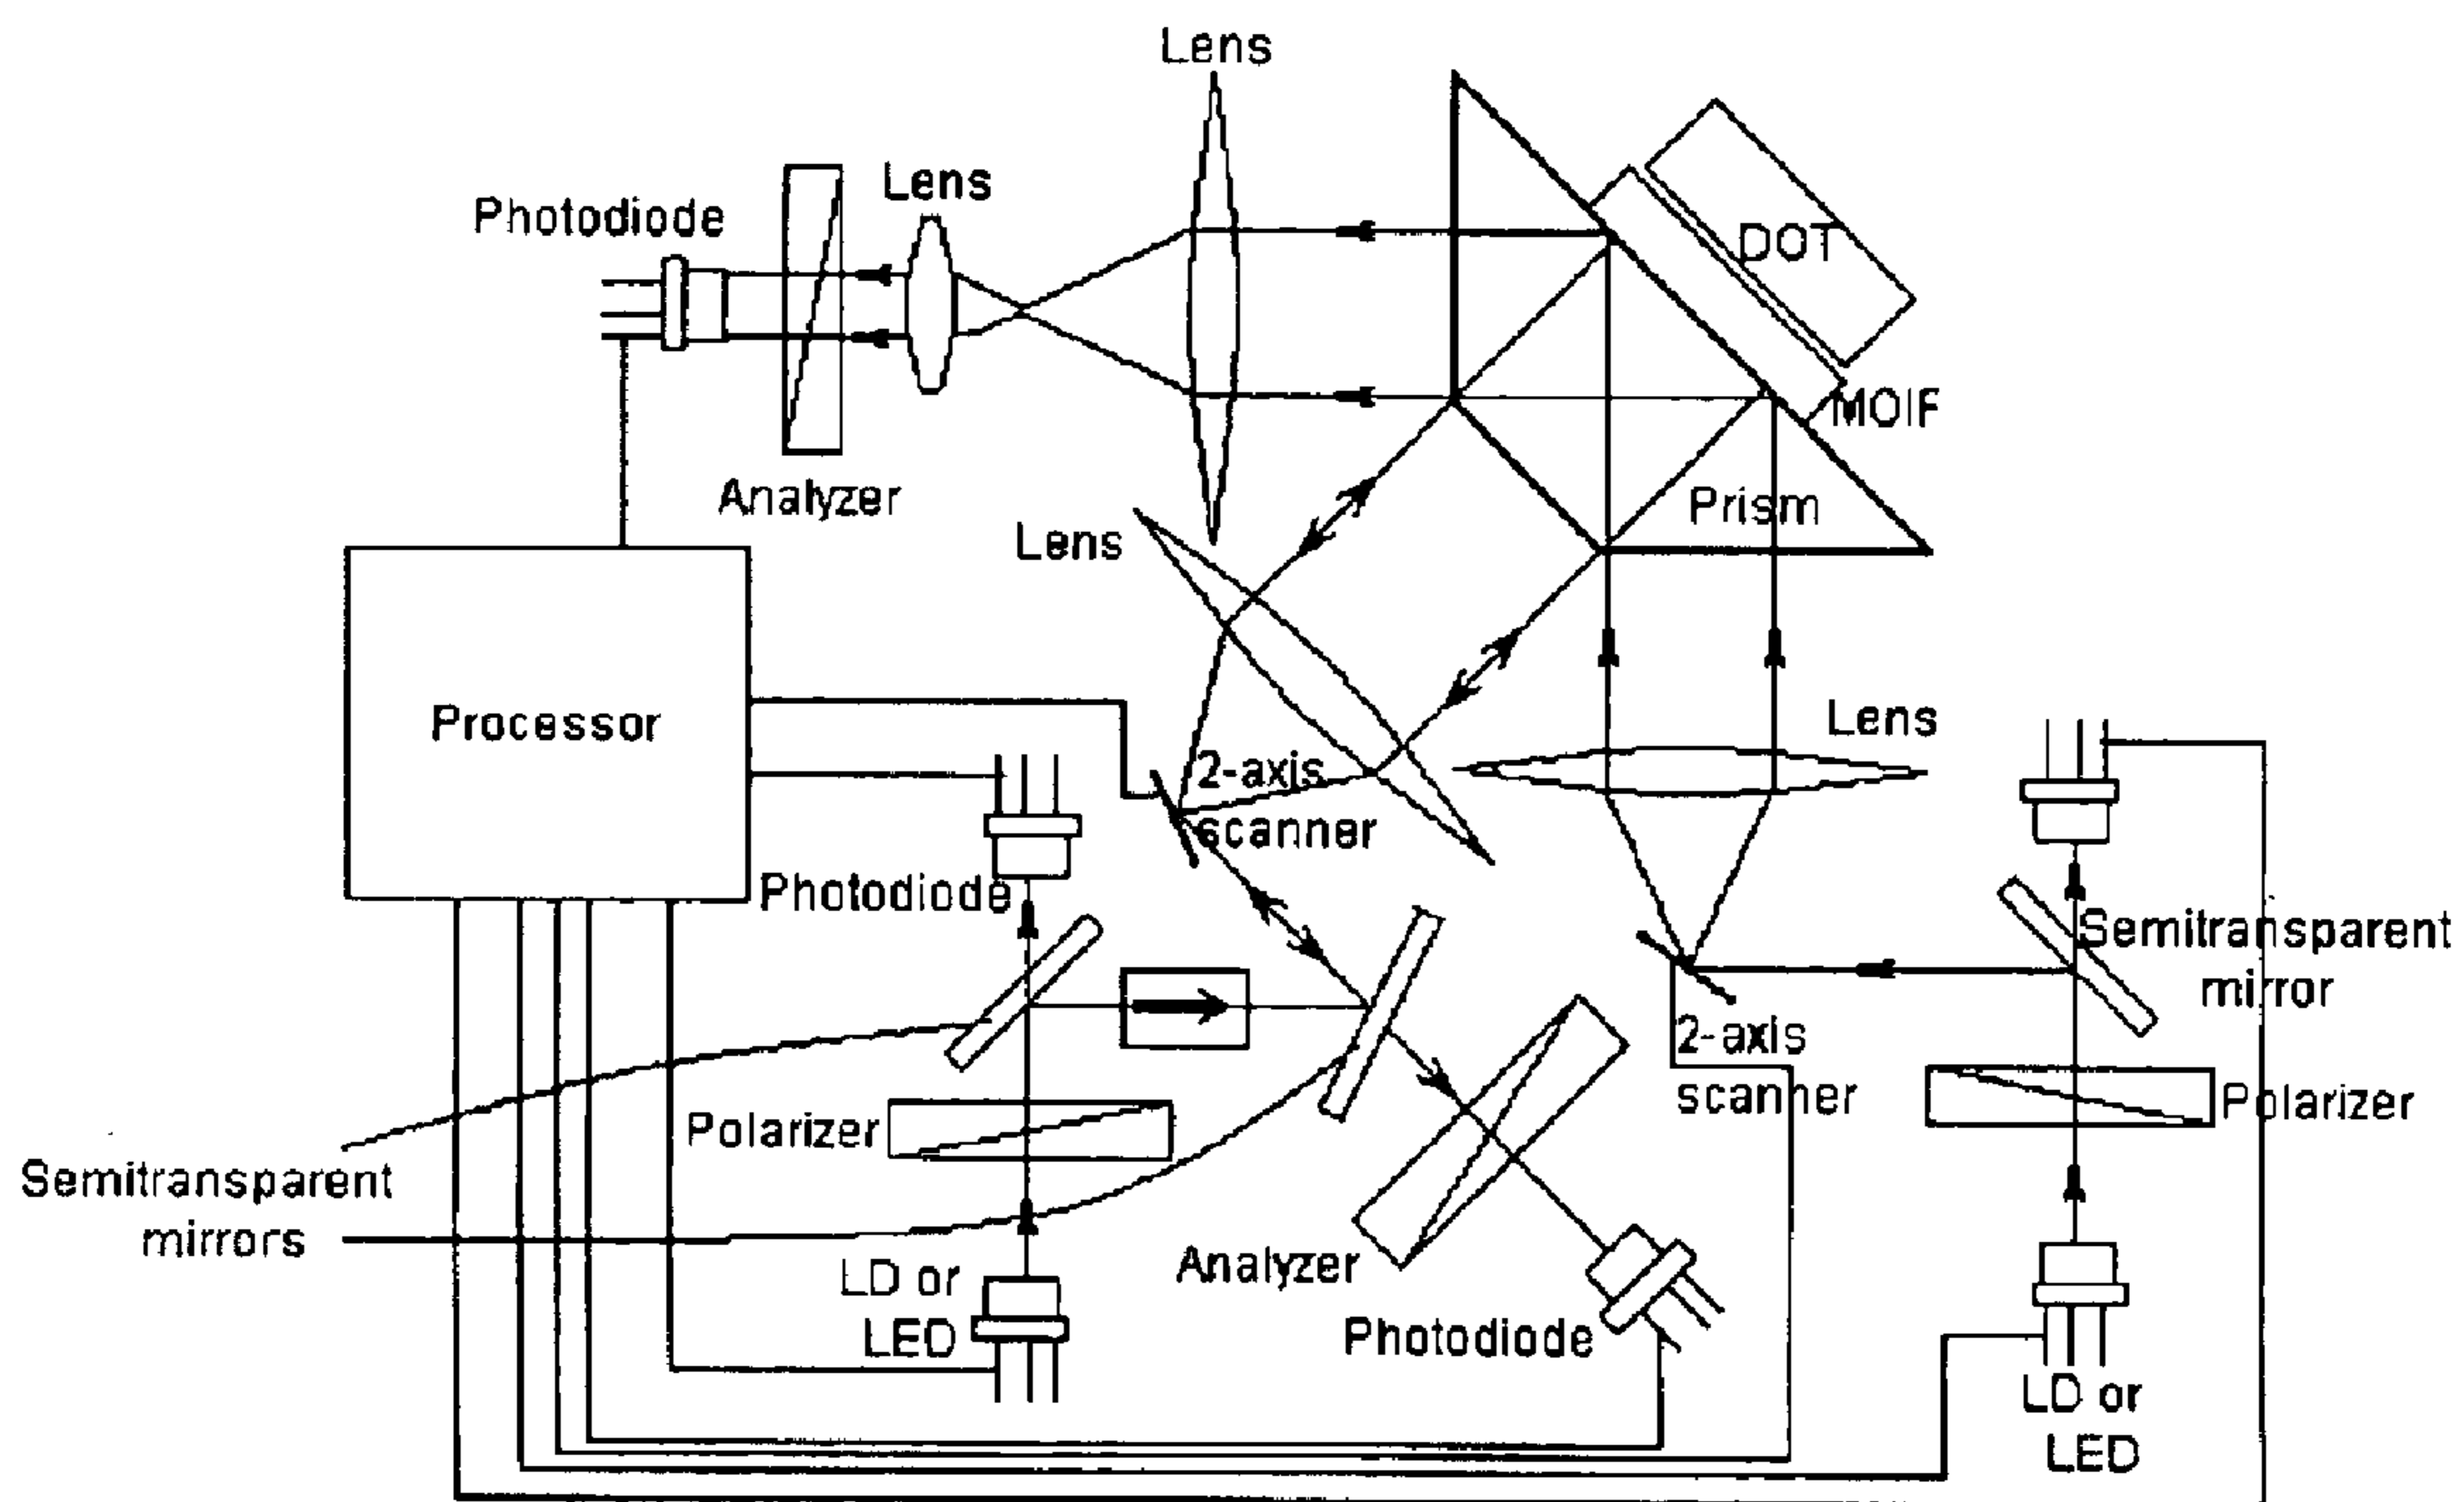 Lens
Lens
Photodiode
DOT
MOIF
Analyzer
Prism
Lens
Processor
Lens
2-axis
scanner
Photodiode
Semitransparent
mirror
2-axis
scanner
Polarizer
Polarizer
Semitransparent
mirrors
LD or
LED
Analyzer
Photodiode
LD or
LED